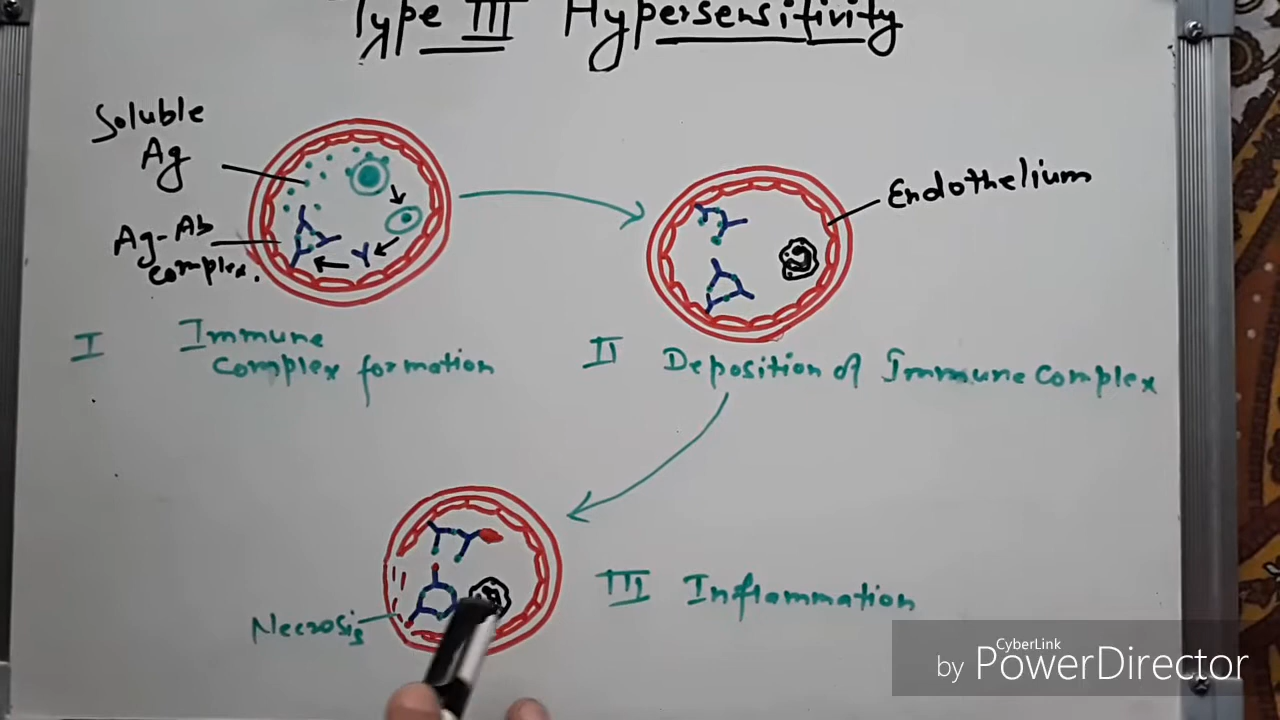 Type III Hypersensitivity
Soluble
Ag
Ag-Ab
complex.
Endothelium
I Immune
complex formation
II Deposition of Immune complex
Necrosis
III Inflammation
CyberLink
by PowerDirector